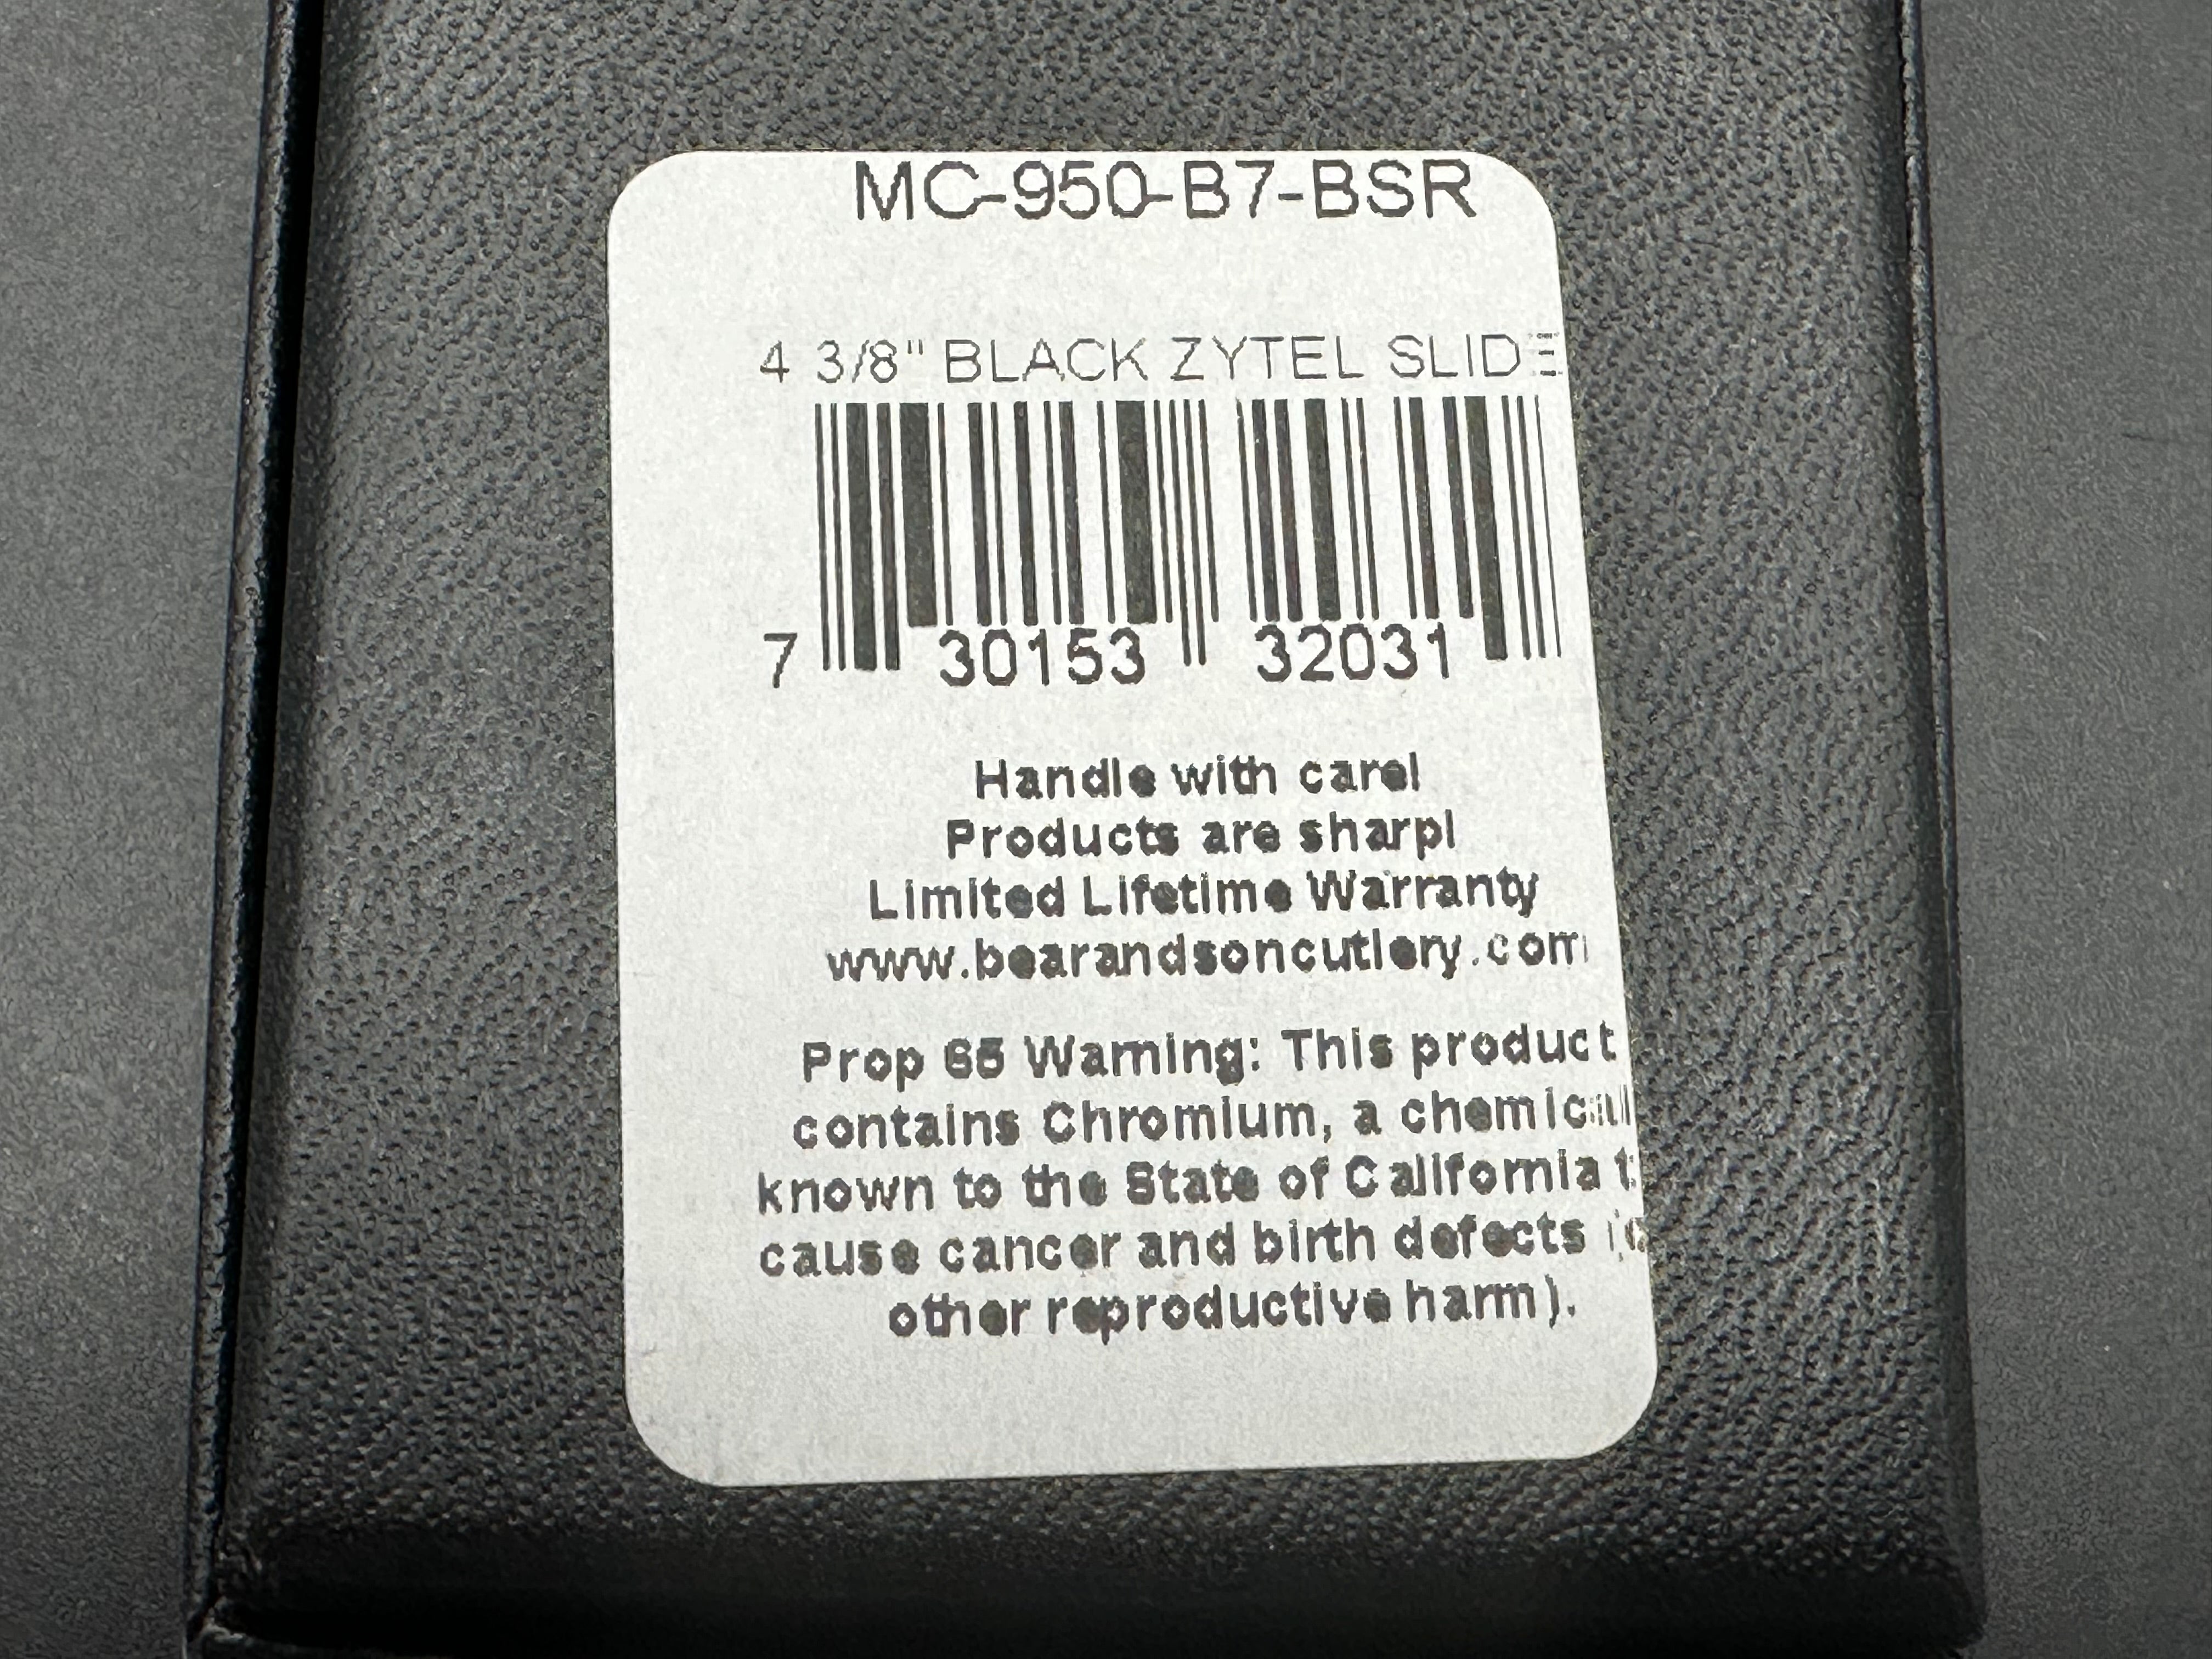 MC-950-B7-BSR
4 3/8" BLACK ZYTEL SLIDE
7 30153 32031
Handle with care!
Products are sharp!
Limited Lifetime Warranty
www.bearandsoncutlery.com
Prop 65 Warning: This product
contains Chromium, a chemical
known to the State of California
cause cancer and birth defects
other reproductive harm).